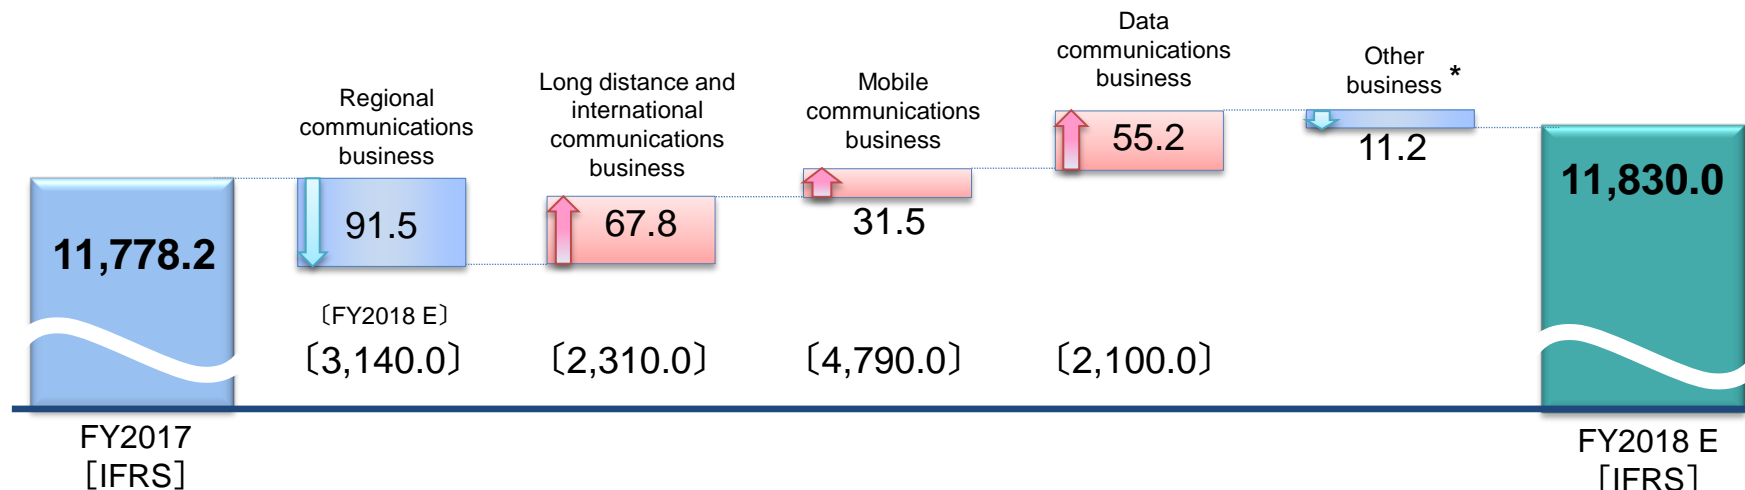 Regional
communications
business
Long distance and
international
communications
business
Mobile
communications
business
Data
communications
business
Other
business *
11,778.2
91.5
67.8
31.5
55.2
11.2
11,830.0
〔FY2018 E〕
〔3,140.0〕
〔2,310.0〕
〔4,790.0〕
〔2,100.0〕
FY2017
[IFRS]
FY2018 E
[IFRS]